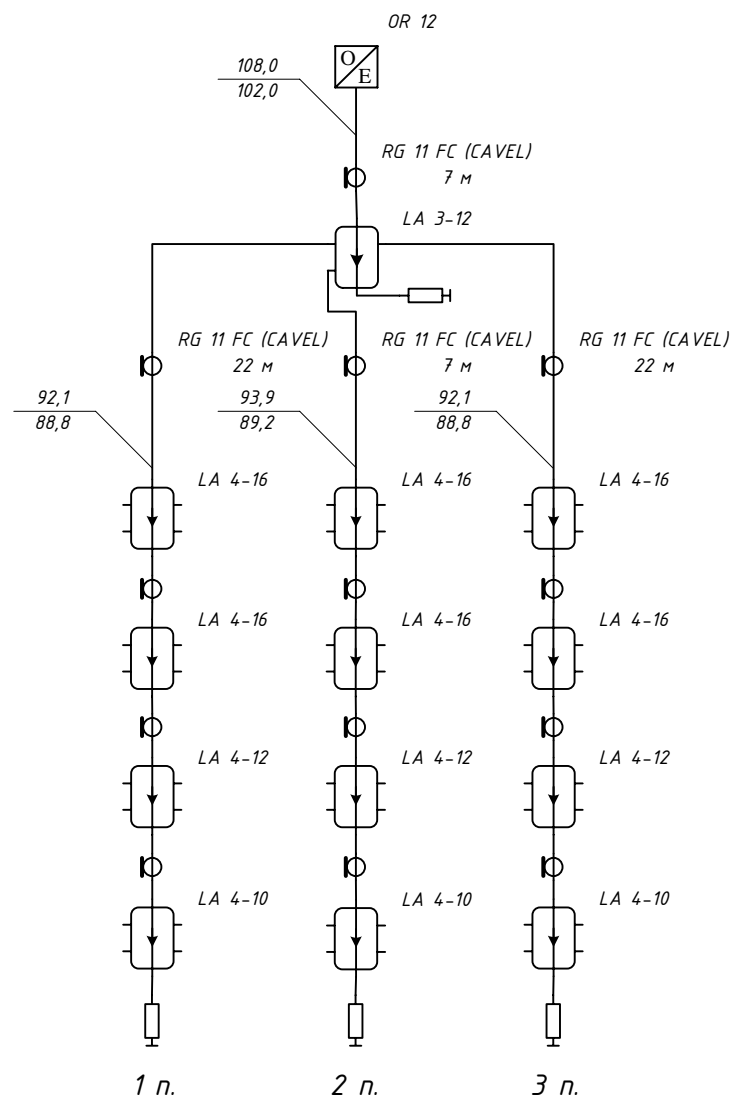 OR 12
O
E
108,0
102,0
RG 11 FC (CAVEL)
7 м
LA 3-12
RG 11 FC (CAVEL)
22 м
RG 11 FC (CAVEL)
7 м
RG 11 FC (CAVEL)
22 м
92,1
88,8
93,9
89,2
92,1
88,8
LA 4-16
LA 4-16
LA 4-16
LA 4-16
LA 4-16
LA 4-16
LA 4-12
LA 4-12
LA 4-12
LA 4-10
LA 4-10
LA 4-10
1 п.
2 п.
3 п.